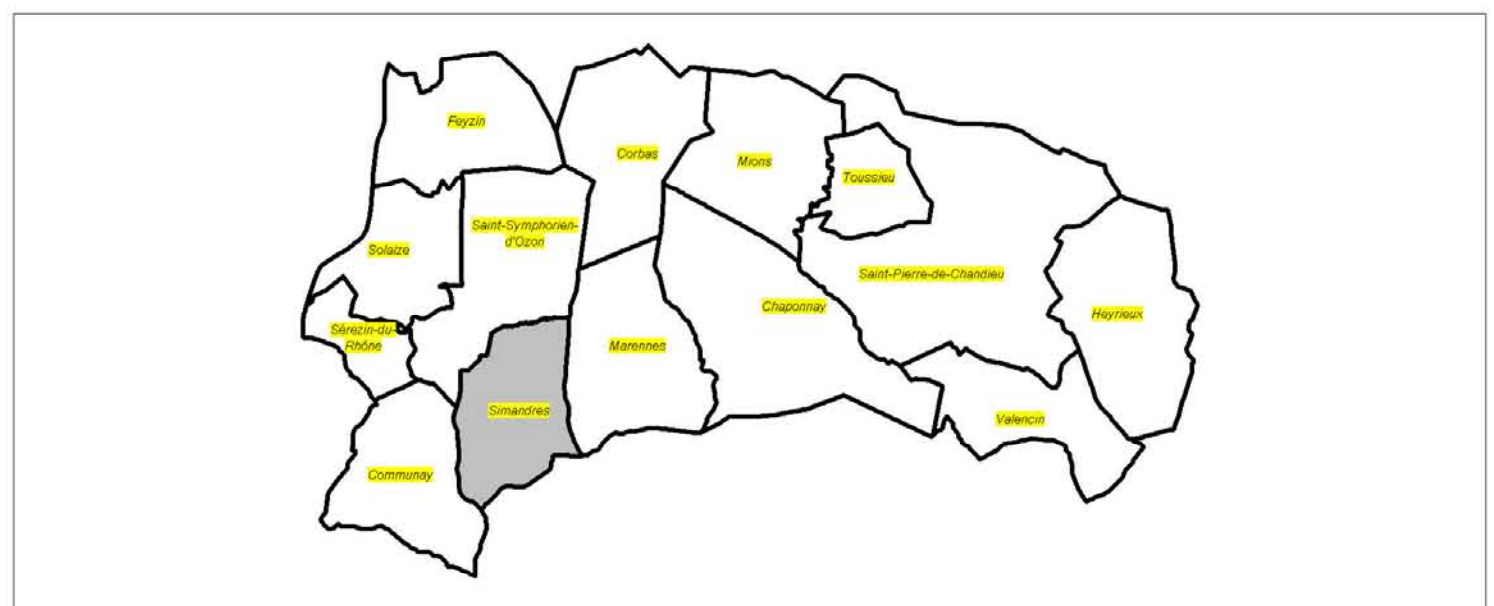 Feyzin
Corbas
Mions
Toussieu
Saint-Symphorien-
d'Ozon
Solaize
Saint-Pierre-de-Chandieu
Chaponnay
Heyrieux
Sérezin-du-
Rhône
Marennes
Simandres
Valencin
Communay